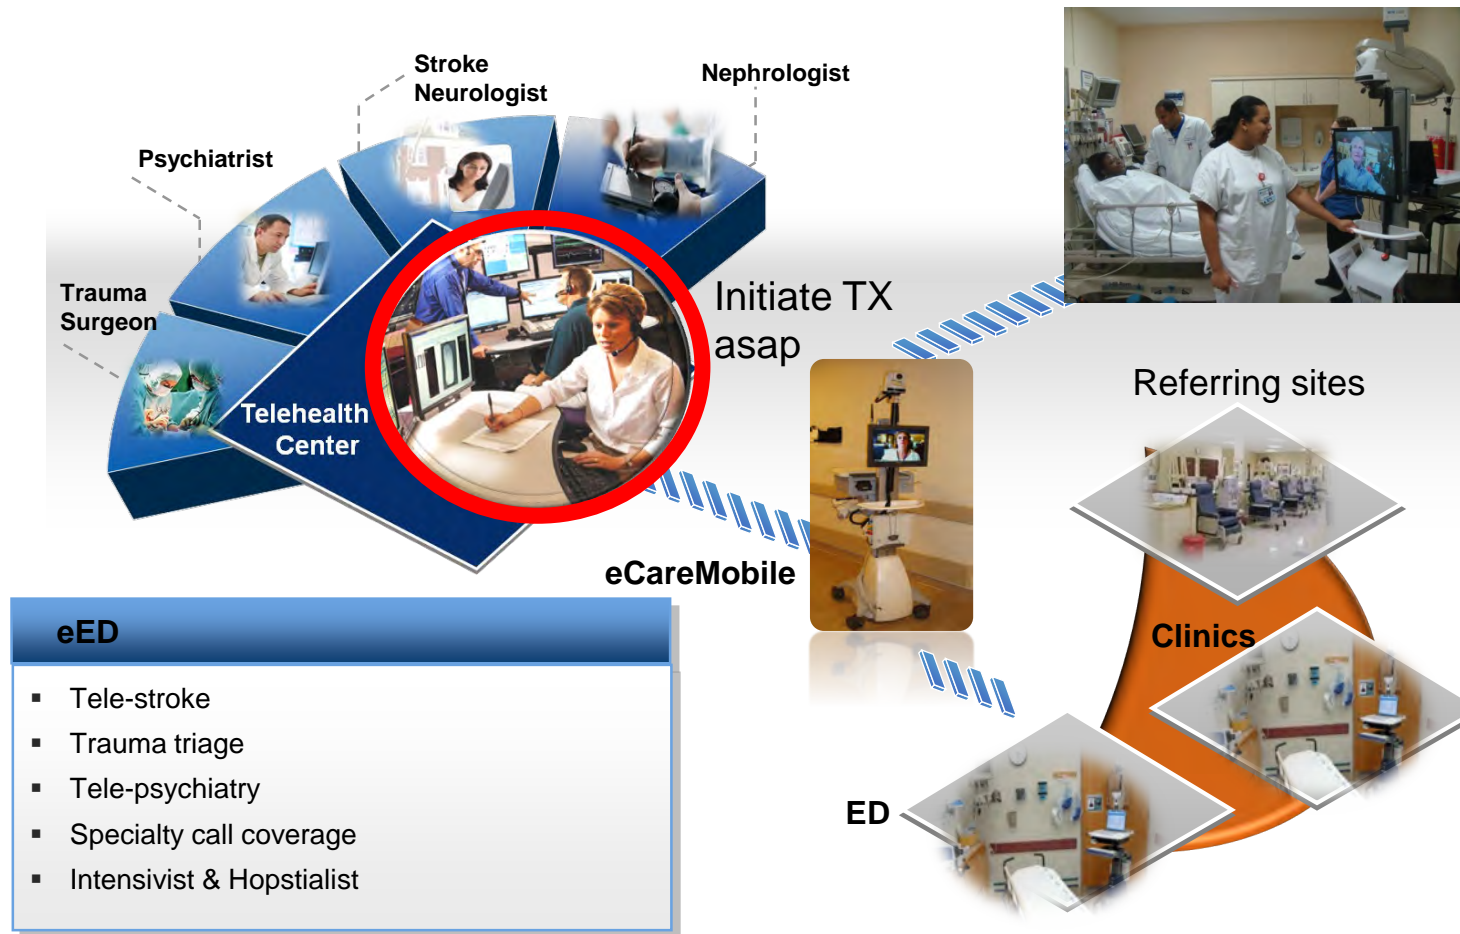 Stroke
Neurologist
Nephrologist
Psychiatrist
Trauma
Surgeon
Telehealth
Center
Initiate TX
asap
Referring sites
eCareMobile
Clinics
ED
eED
▪ Tele-stroke
▪ Trauma triage
▪ Tele-psychiatry
▪ Specialty call coverage
▪ Intensivist & Hopstialist